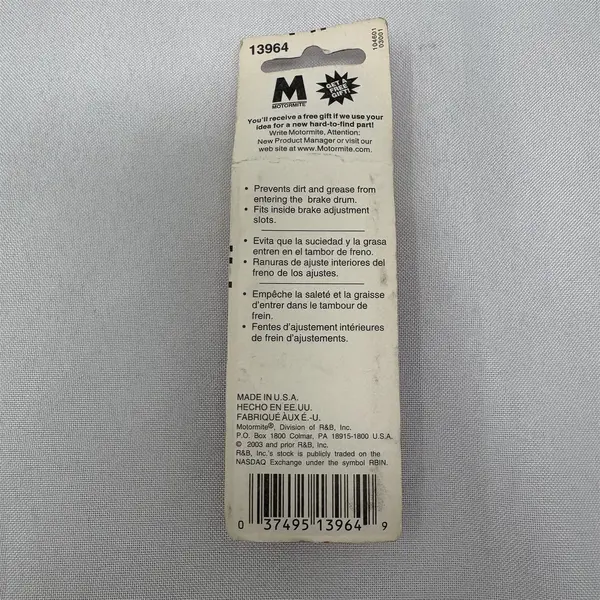 13964
104601
03001
M
MOTORMITE
GET A
FREE
GIFT!
You'll receive a free gift if we use your
idea for a new hard-to-find part!
Write Motormite, Attention:
New Product Manager or visit our
web site at www.Motormite.com.
• Prevents dirt and grease from
entering the brake drum.
• Fits inside brake adjustment
slots.
• Evita que la suciedad y la grasa
entren en el tambor de freno.
• Ranuras de ajuste interiores del
freno de los ajustes.
• Empêche la saleté et la graisse
d'entrer dans le tambour de
frein.
• Fentes d'ajustement intérieures
de frein d'ajustements.
MADE IN U.S.A.
HECHO EN EE.UU.
FABRIQUÉ AUX É.-U.
Motormite®, Division of R&B, Inc.
P.O. Box 1800 Colmar, PA 18915-1800 U.S.A.
© 2003 and prior R&B, Inc.
R&B, Inc.'s stock is publicly traded on the
NASDAQ Exchange under the symbol RBIN.
0 37495 13964 9